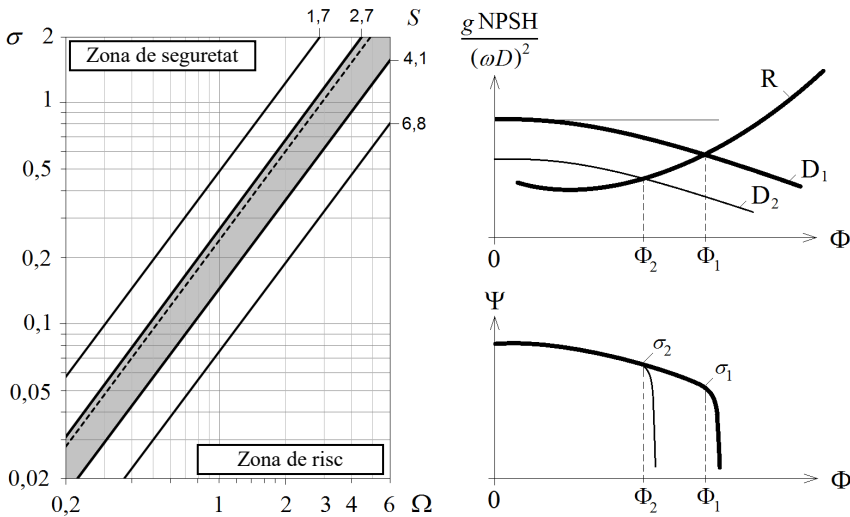 σ
2
1
0,5
0,2
0,1
0,05
0,02
0,2
1
2
3
4
6
Ω
1,7
2,7
S
4,1
6,8
Zona de seguretat
Zona de risc
g NPSH
(ωD)²
R
D₁
D₂
0
Φ₂
Φ₁
Φ
Ψ
σ₂
σ₁
0
Φ₂
Φ₁
Φ